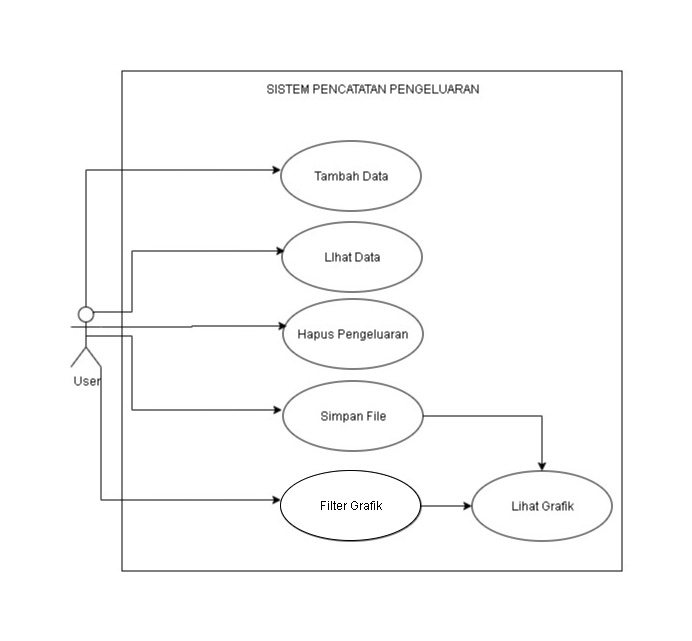 SISTEM PENCATATAN PENGELUARAN
Tambah Data
LIhat Data
Hapus Pengeluaran
User
Simpan File
Filter Grafik
Lihat Grafik